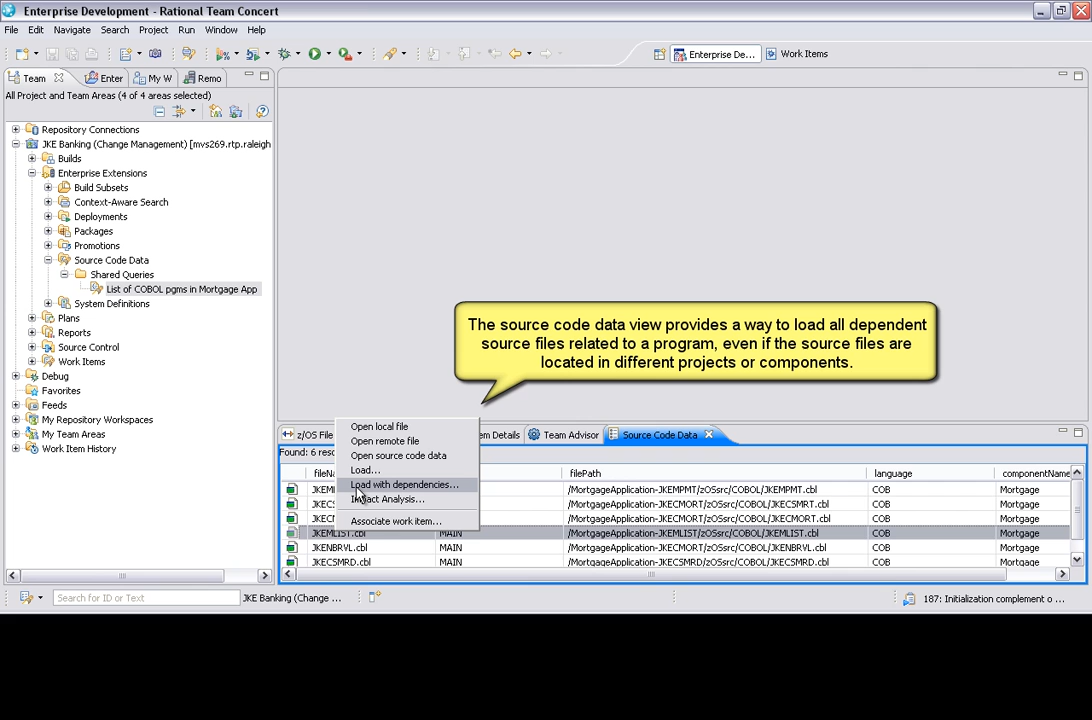 Enterprise Development - Rational Team Concert
File Edit Navigate Search Project Run Window Help
Enterprise De... Work Items
Team Enter My W Remo
All Project and Team Areas (4 of 4 areas selected)
Repository Connections
JKE Banking (Change Management) [mvs269.rtp.raleigh
Builds
Enterprise Extensions
Build Subsets
Context-Aware Search
Deployments
Packages
Promotions
Source Code Data
Shared Queries
List of COBOL pgms in Mortgage App
System Definitions
Plans
Reports
Source Control
Work Items
Debug
Favorites
Feeds
My Repository Workspaces
My Team Areas
Work Item History
The source code data view provides a way to load all dependent
source files related to a program, even if the source files are
located in different projects or components.
Open local file
Open remote file
Open source code data
Load...
Load with dependencies...
Impact Analysis...
Associate work item...
z/OS File em Details Team Advisor Source Code Data
Found: 6 reso
fileNa filePath language componentName
JKEM /MortgageApplication-JKEMPMT/zOSsrc/COBOL/JKEMPMT.cbl COB Mortgage
JKECS /MortgageApplication-JKECSMRT/zOSsrc/COBOL/JKECSMRT.cbl COB Mortgage
JKECM /MortgageApplication-JKECMORT/zOSsrc/COBOL/JKECMORT.cbl COB Mortgage
JKEMLIST.cbl MAIN /MortgageApplication-JKEMLIST/zOSsrc/COBOL/JKEMLIST.cbl COB Mortgage
JKENBRVL.cbl MAIN /MortgageApplication-JKECMORT/zOSsrc/COBOL/JKENBRVL.cbl COB Mortgage
JKECSMRD.cbl MAIN /MortgageApplication-JKECSMRD/zOSsrc/COBOL/JKECSMRD.cbl COB Mortgage
Search for ID or Text JKE Banking (Change ... 187: Initialization complement o ...